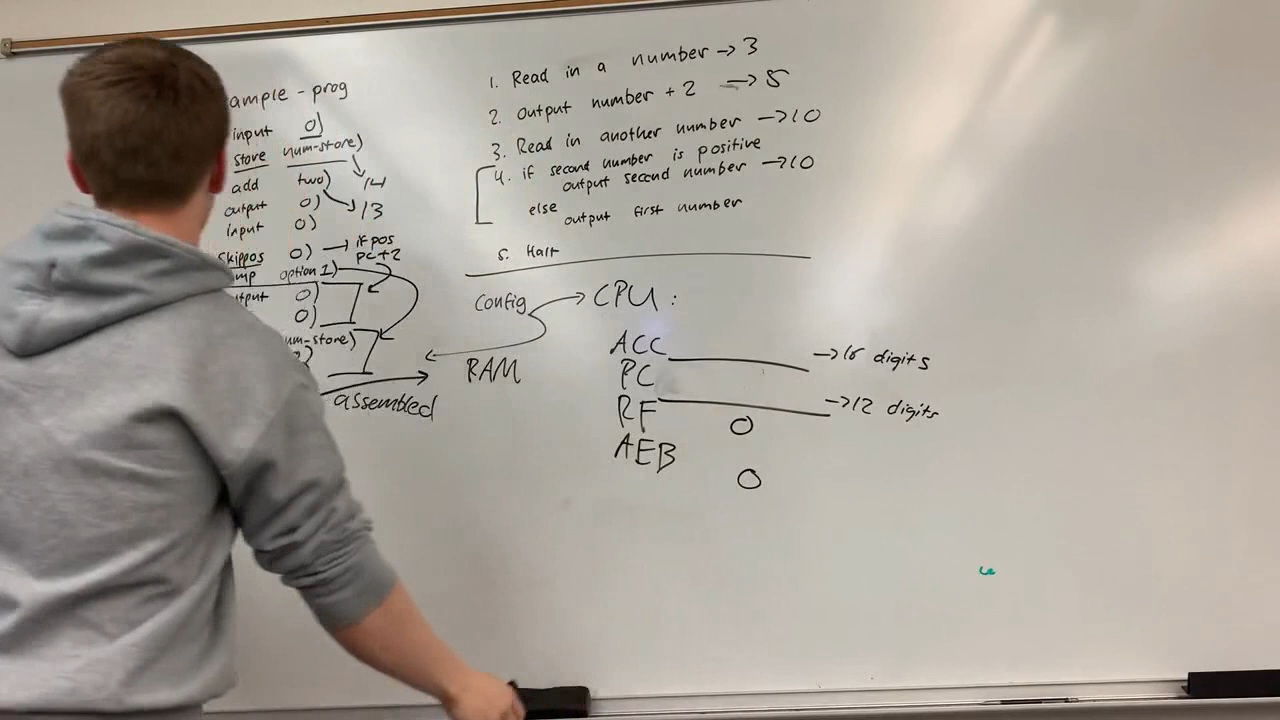 ample - prog
input 0)
store num-store)
14
add two)
13
output 0)
input 0)
skippos 0) → if pos
pc + 2
mp option 1)
tput 0)
0)
um-store)
assembled
1. Read in a number → 3
2. Output number + 2 → 5
3. Read in another number → 10
4. if second number is positive
output second number → 10
else
output first number
5. Halt
Config
CPU:
RAM
ACC → 16 digits
PC → 12 digits
RF 0
AEB 0